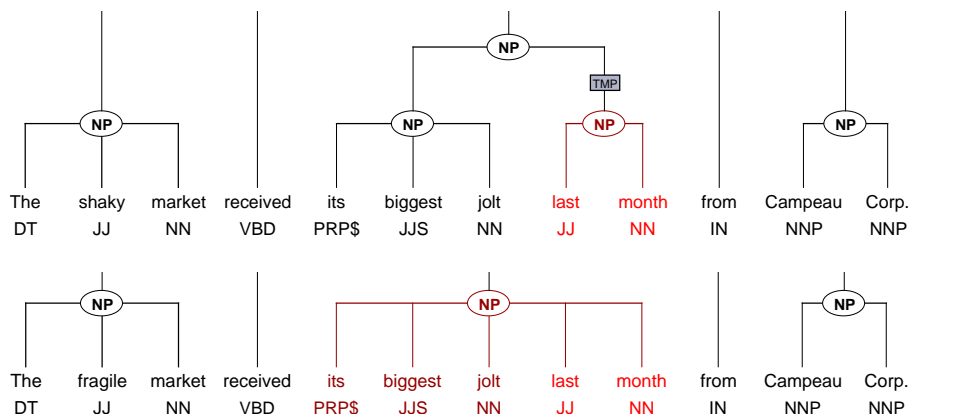 NP
TMP
NP NP NP NP
The shaky market received its biggest jolt last month from Campeau Corp.
DT JJ NN VBD PRP$ JJS NN JJ NN IN NNP NNP
NP NP NP
The fragile market received its biggest jolt last month from Campeau Corp.
DT JJ NN VBD PRP$ JJS NN JJ NN IN NNP NNP